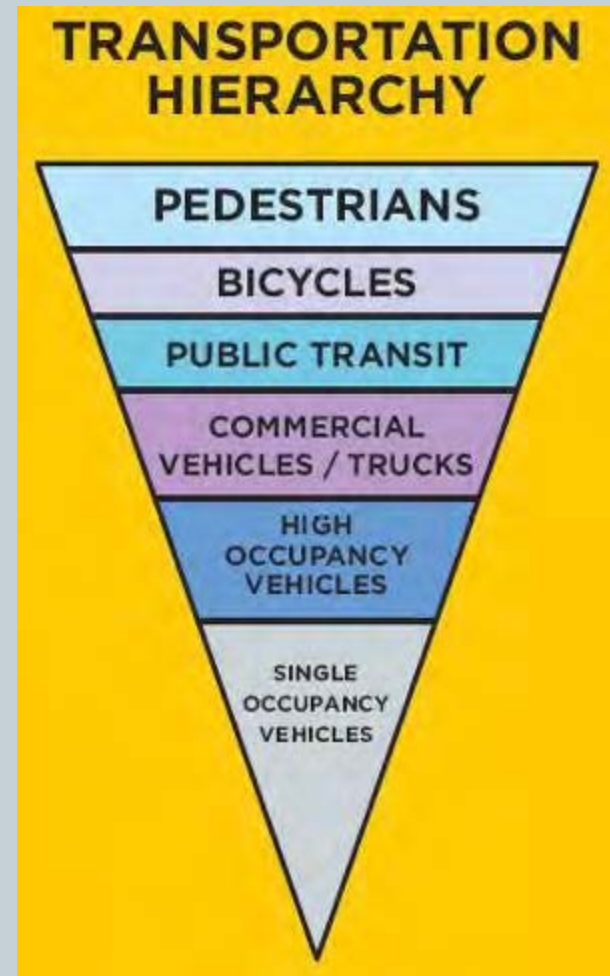 TRANSPORTATION
HIERARCHY
PEDESTRIANS
BICYCLES
PUBLIC TRANSIT
COMMERCIAL
VEHICLES / TRUCKS
HIGH
OCCUPANCY
VEHICLES
SINGLE
OCCUPANCY
VEHICLES